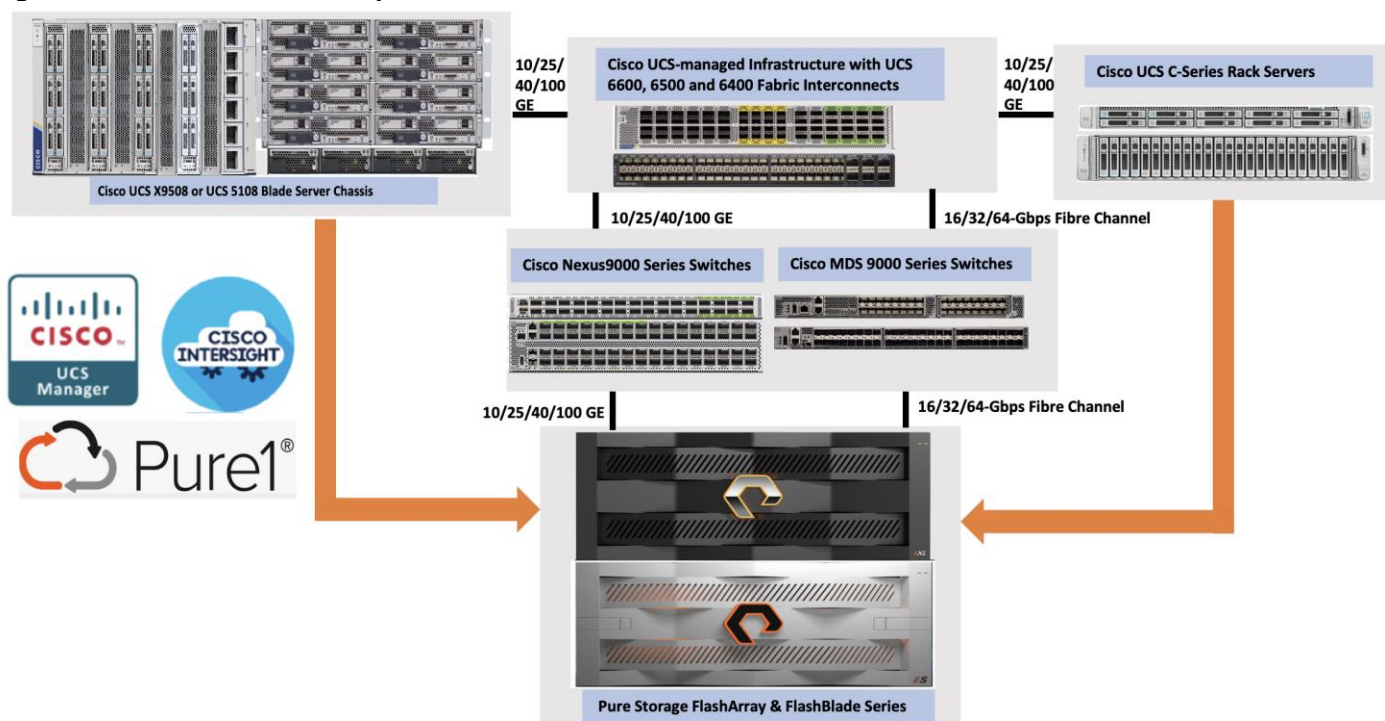 10/25/
40/100
GE
Cisco UCS-managed Infrastructure with UCS
6600, 6500 and 6400 Fabric Interconnects
10/25/
40/100
GE
Cisco UCS C-Series Rack Servers
CISCO
Cisco UCS X9508 or UCS 5108 Blade Server Chassis
10/25/40/100 GE
16/32/64-Gbps Fibre Channel
Cisco Nexus9000 Series Switches
Cisco MDS 9000 Series Switches
CISCO™
UCS
Manager
CISCO
INTERSIGHT
Pure1®
10/25/40/100 GE
16/32/64-Gbps Fibre Channel
//XL
//S
Pure Storage FlashArray & FlashBlade Series